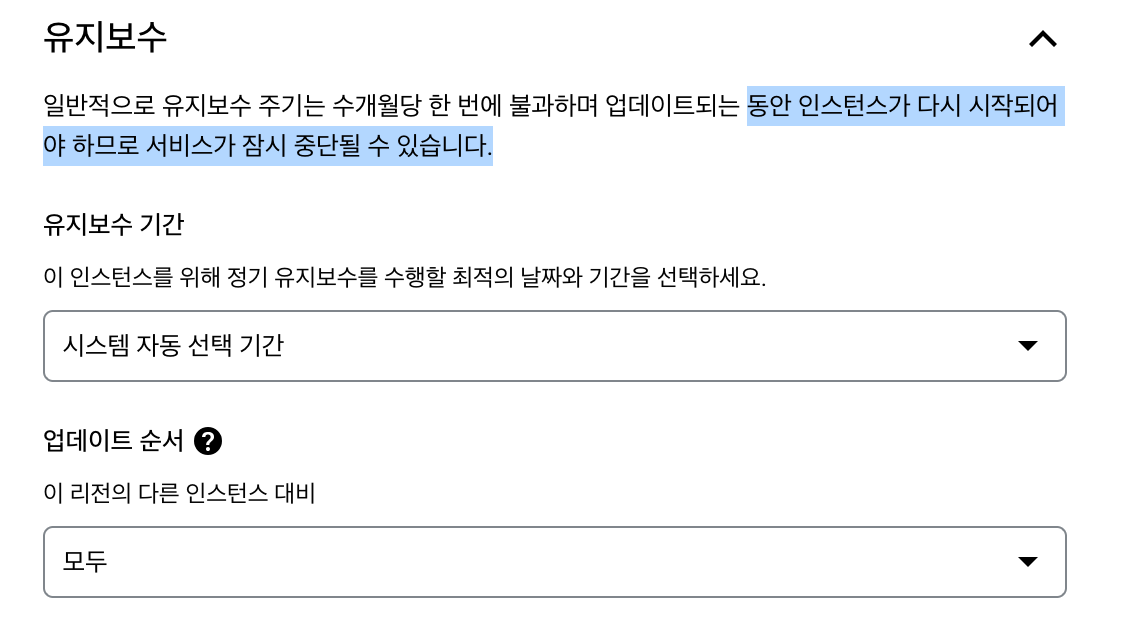 유지보수
일반적으로 유지보수 주기는 수개월당 한 번에 불과하며 업데이트되는 동안 인스턴스가 다시 시작되어
야 하므로 서비스가 잠시 중단될 수 있습니다.
유지보수 기간
이 인스턴스를 위해 정기 유지보수를 수행할 최적의 날짜와 기간을 선택하세요.
시스템 자동 선택 기간
업데이트 순서 ?
이 리전의 다른 인스턴스 대비
모두